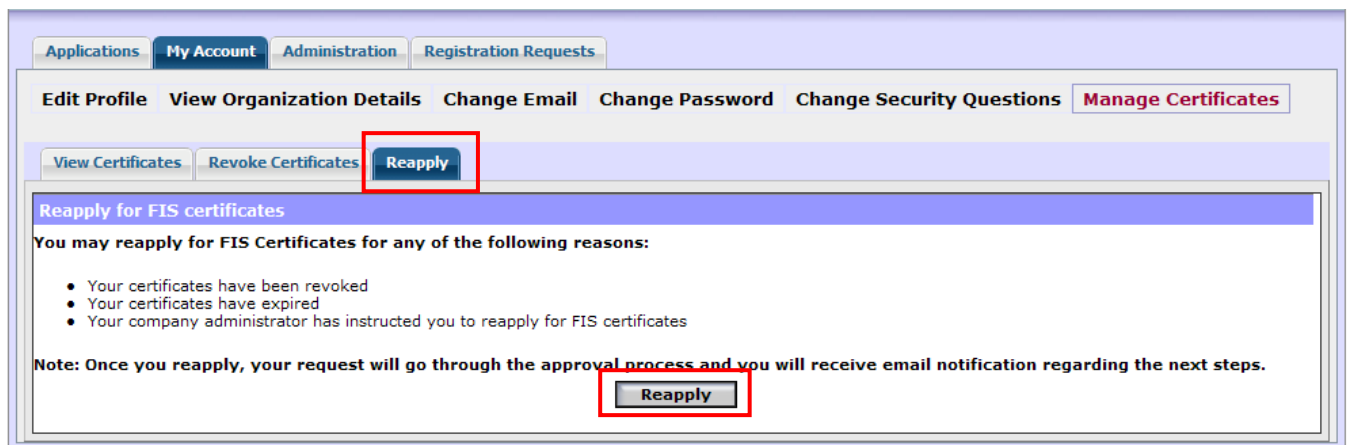 Applications My Account Administration Registration Requests
Edit Profile View Organization Details Change Email Change Password Change Security Questions Manage Certificates
View Certificates Revoke Certificates Reapply
Reapply for FIS certificates
You may reapply for FIS Certificates for any of the following reasons:
• Your certificates have been revoked
• Your certificates have expired
• Your company administrator has instructed you to reapply for FIS certificates
Note: Once you reapply, your request will go through the approval process and you will receive email notification regarding the next steps.
Reapply